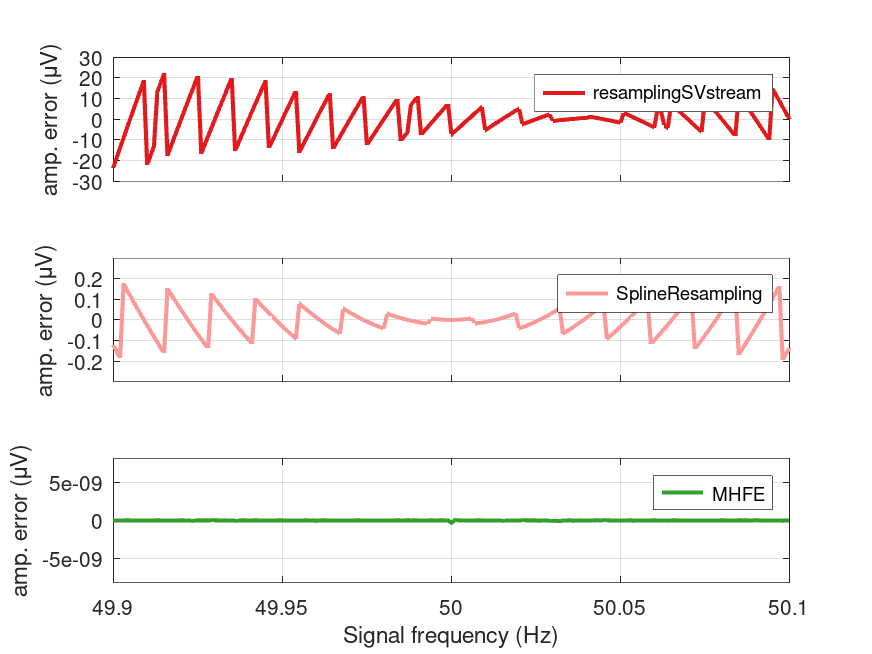 30
20
10
0
-10
-20
-30
amp. error (µV)
resamplingSVstream
0.2
0.1
0
-0.1
-0.2
amp. error (µV)
SplineResampling
5e-09
0
-5e-09
amp. error (µV)
MHFE
49.9 49.95 50 50.05 50.1
Signal frequency (Hz)